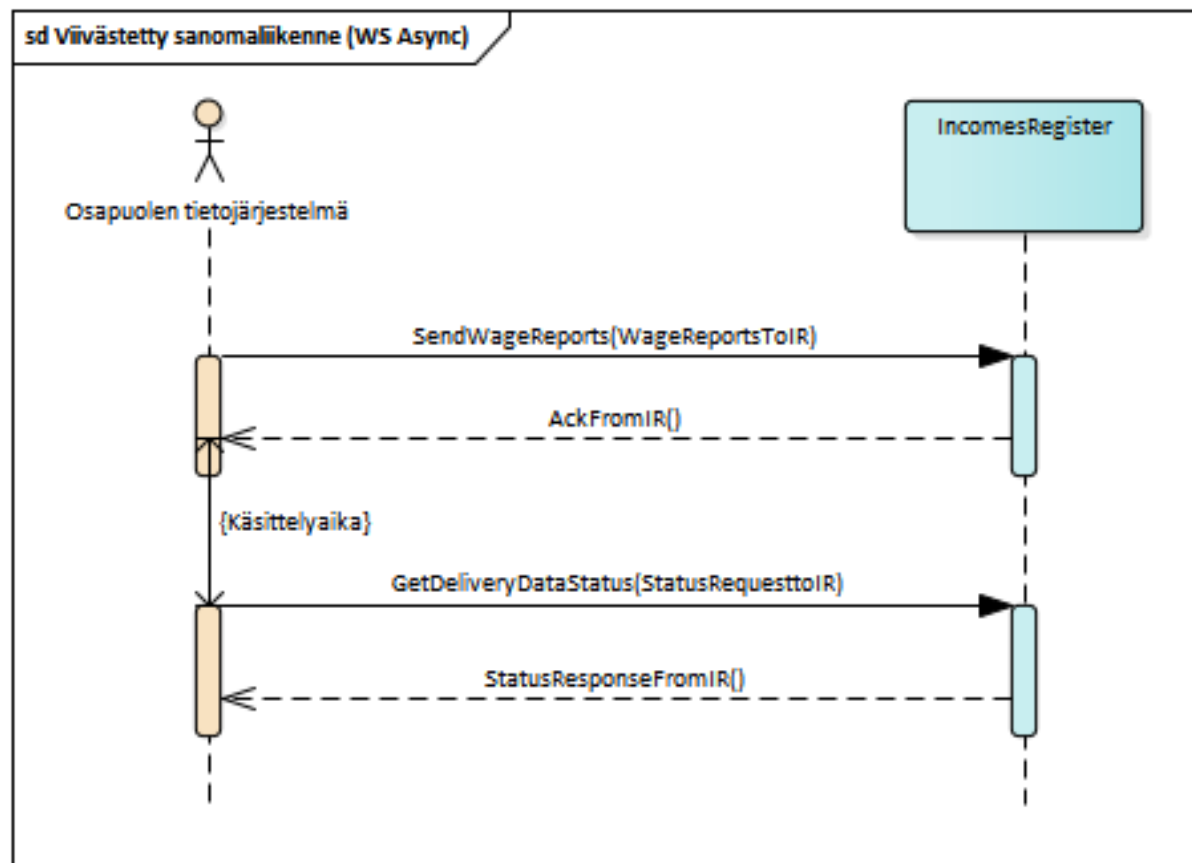 sd Viivästetty sanomaliikenne (WS Async)
IncomesRegister
Osapuolen tietojärjestelmä
SendWageReports(WageReportsToIR)
AckFromIR()
{Käsittelyaika}
GetDeliveryDataStatus(StatusRequesttoIR)
StatusResponseFromIR()